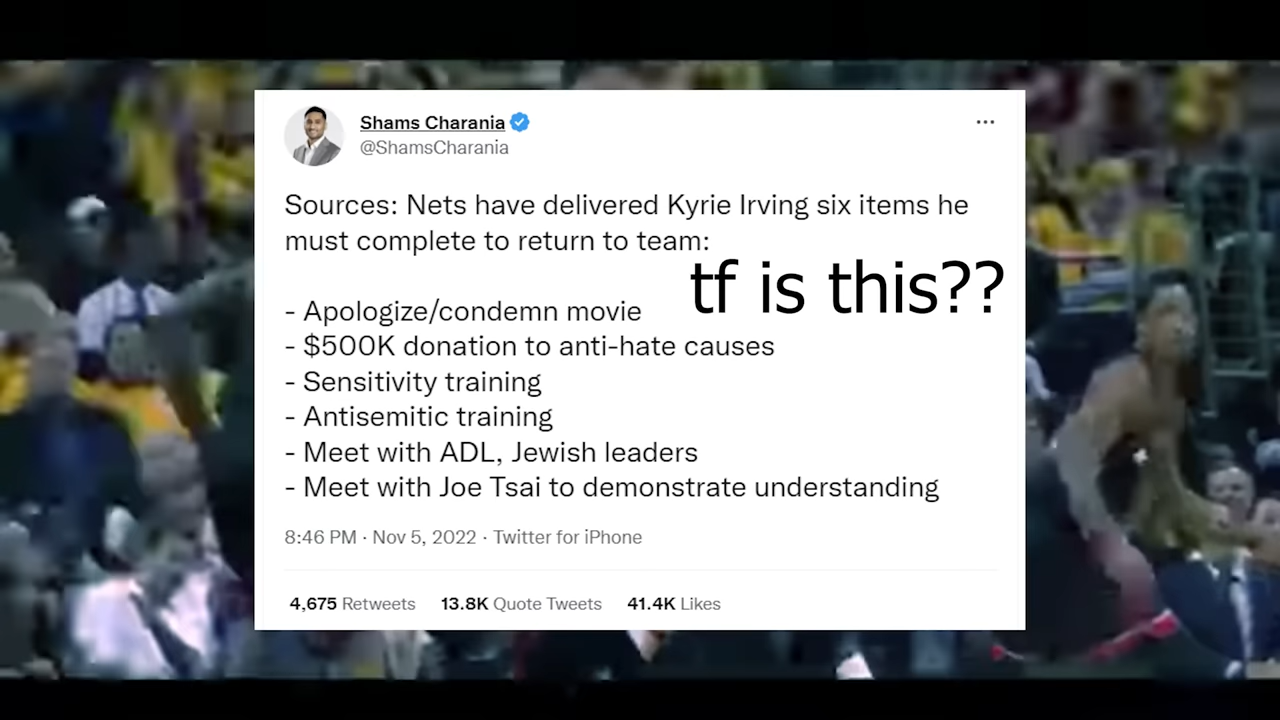 Shams Charania
@ShamsCharania
Sources: Nets have delivered Kyrie Irving six items he
must complete to return to team:
tf is this??
- Apologize/condemn movie
- $500K donation to anti-hate causes
- Sensitivity training
- Antisemitic training
- Meet with ADL, Jewish leaders
- Meet with Joe Tsai to demonstrate understanding
8:46 PM · Nov 5, 2022 · Twitter for iPhone
4,675 Retweets 13.8K Quote Tweets 41.4K Likes